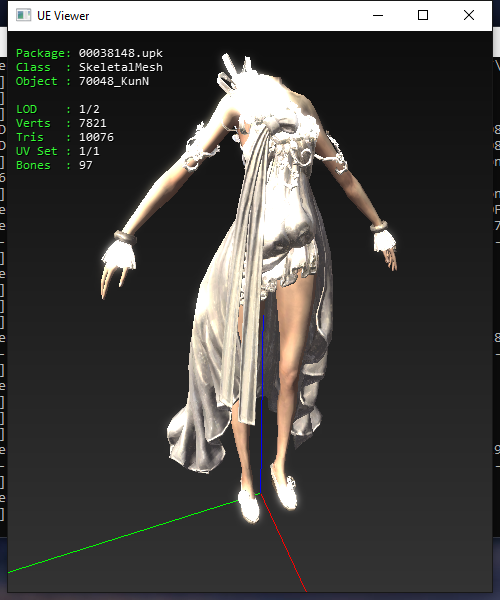 UE Viewer
Package: 00038148.upk
Class : SkeletalMesh
Object : 70048_KunN
LOD : 1/2
Verts : 7821
Tris : 10076
UV Set : 1/1
Bones : 97